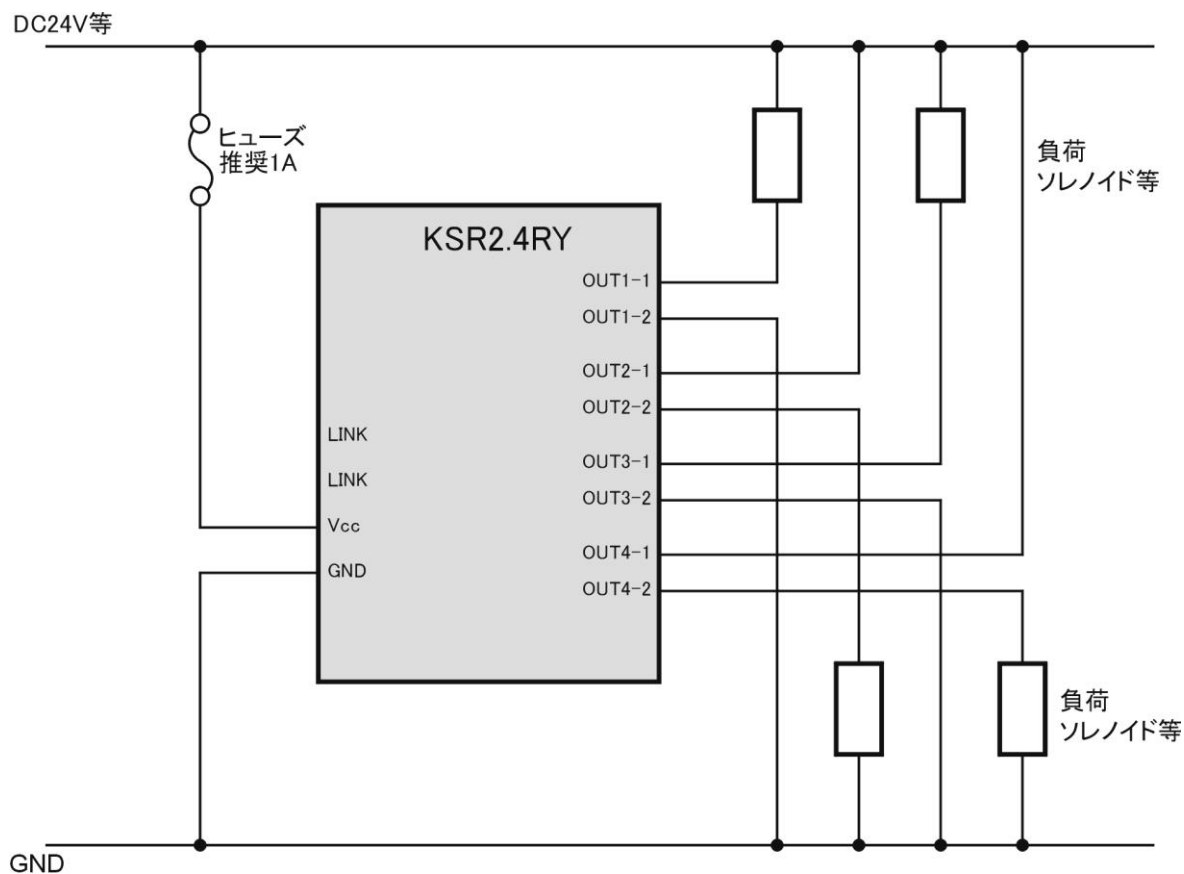 DC24V等
ヒューズ
推奨1A
負荷
ソレノイド等
KSR2.4RY
OUT1-1
OUT1-2
OUT2-1
OUT2-2
LINK
OUT3-1
LINK
OUT3-2
Vcc
OUT4-1
GND
OUT4-2
負荷
ソレノイド等
GND